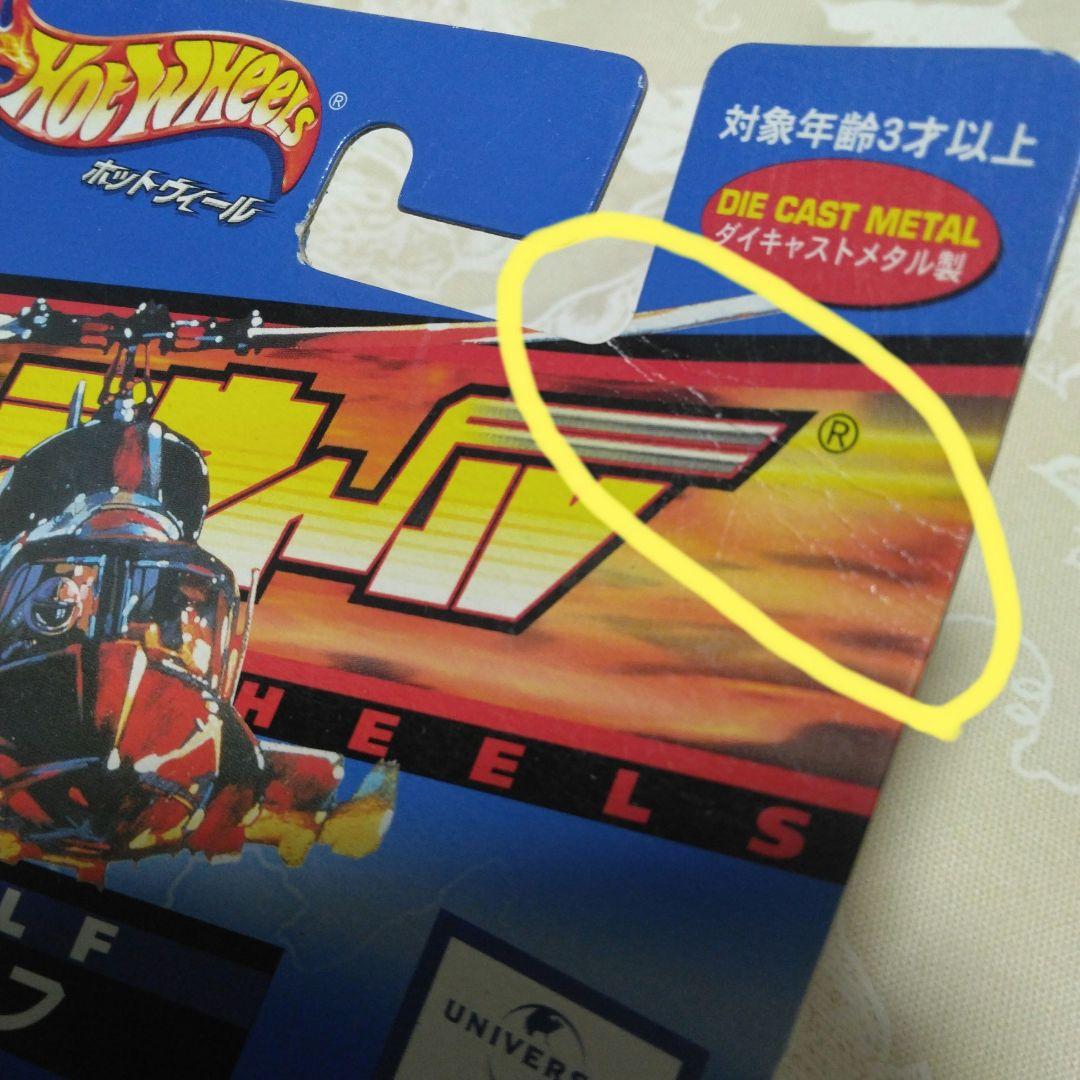 HOT WHEELS®
ホットウィール
対象年齢3才以上
DIE CAST METAL
ダイキャストメタル製
®
HEELS
LF
フ
UNIVERS